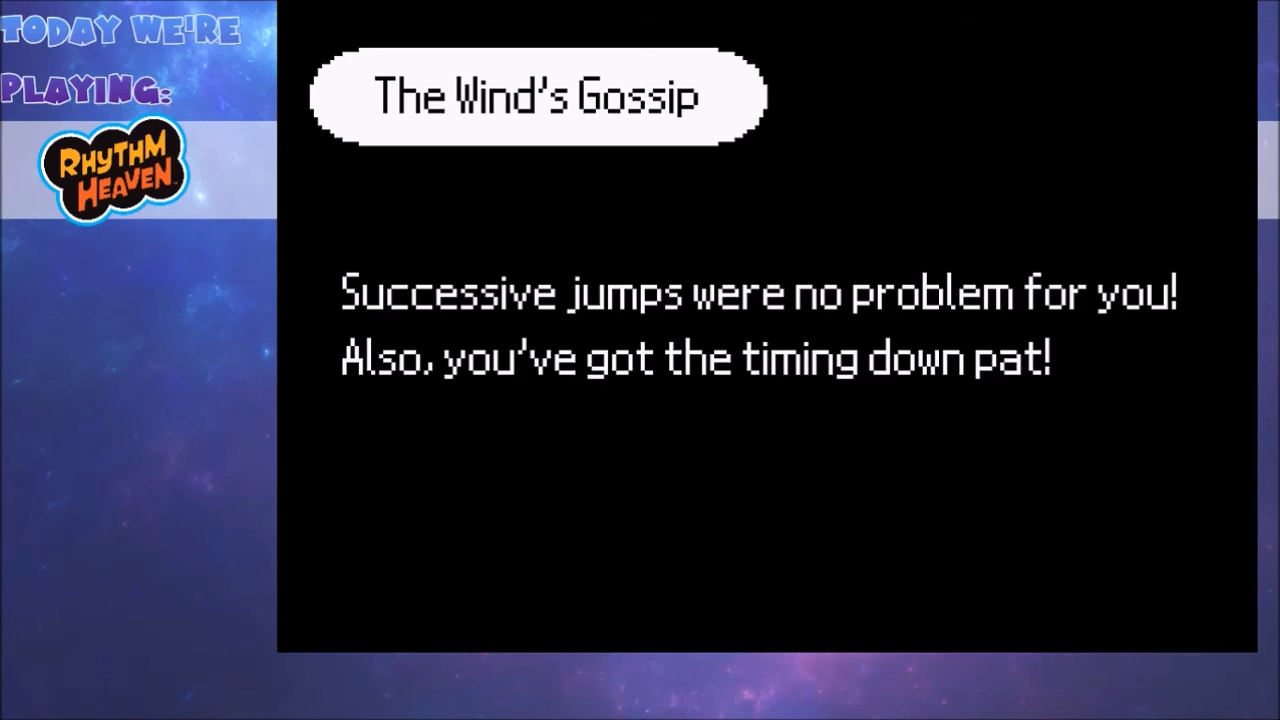 TODAY WE'RE
PLAYING:
RHYTHM
HEAVEN
The Wind's Gossip
Successive jumps were no problem for you!
Also, you've got the timing down pat!